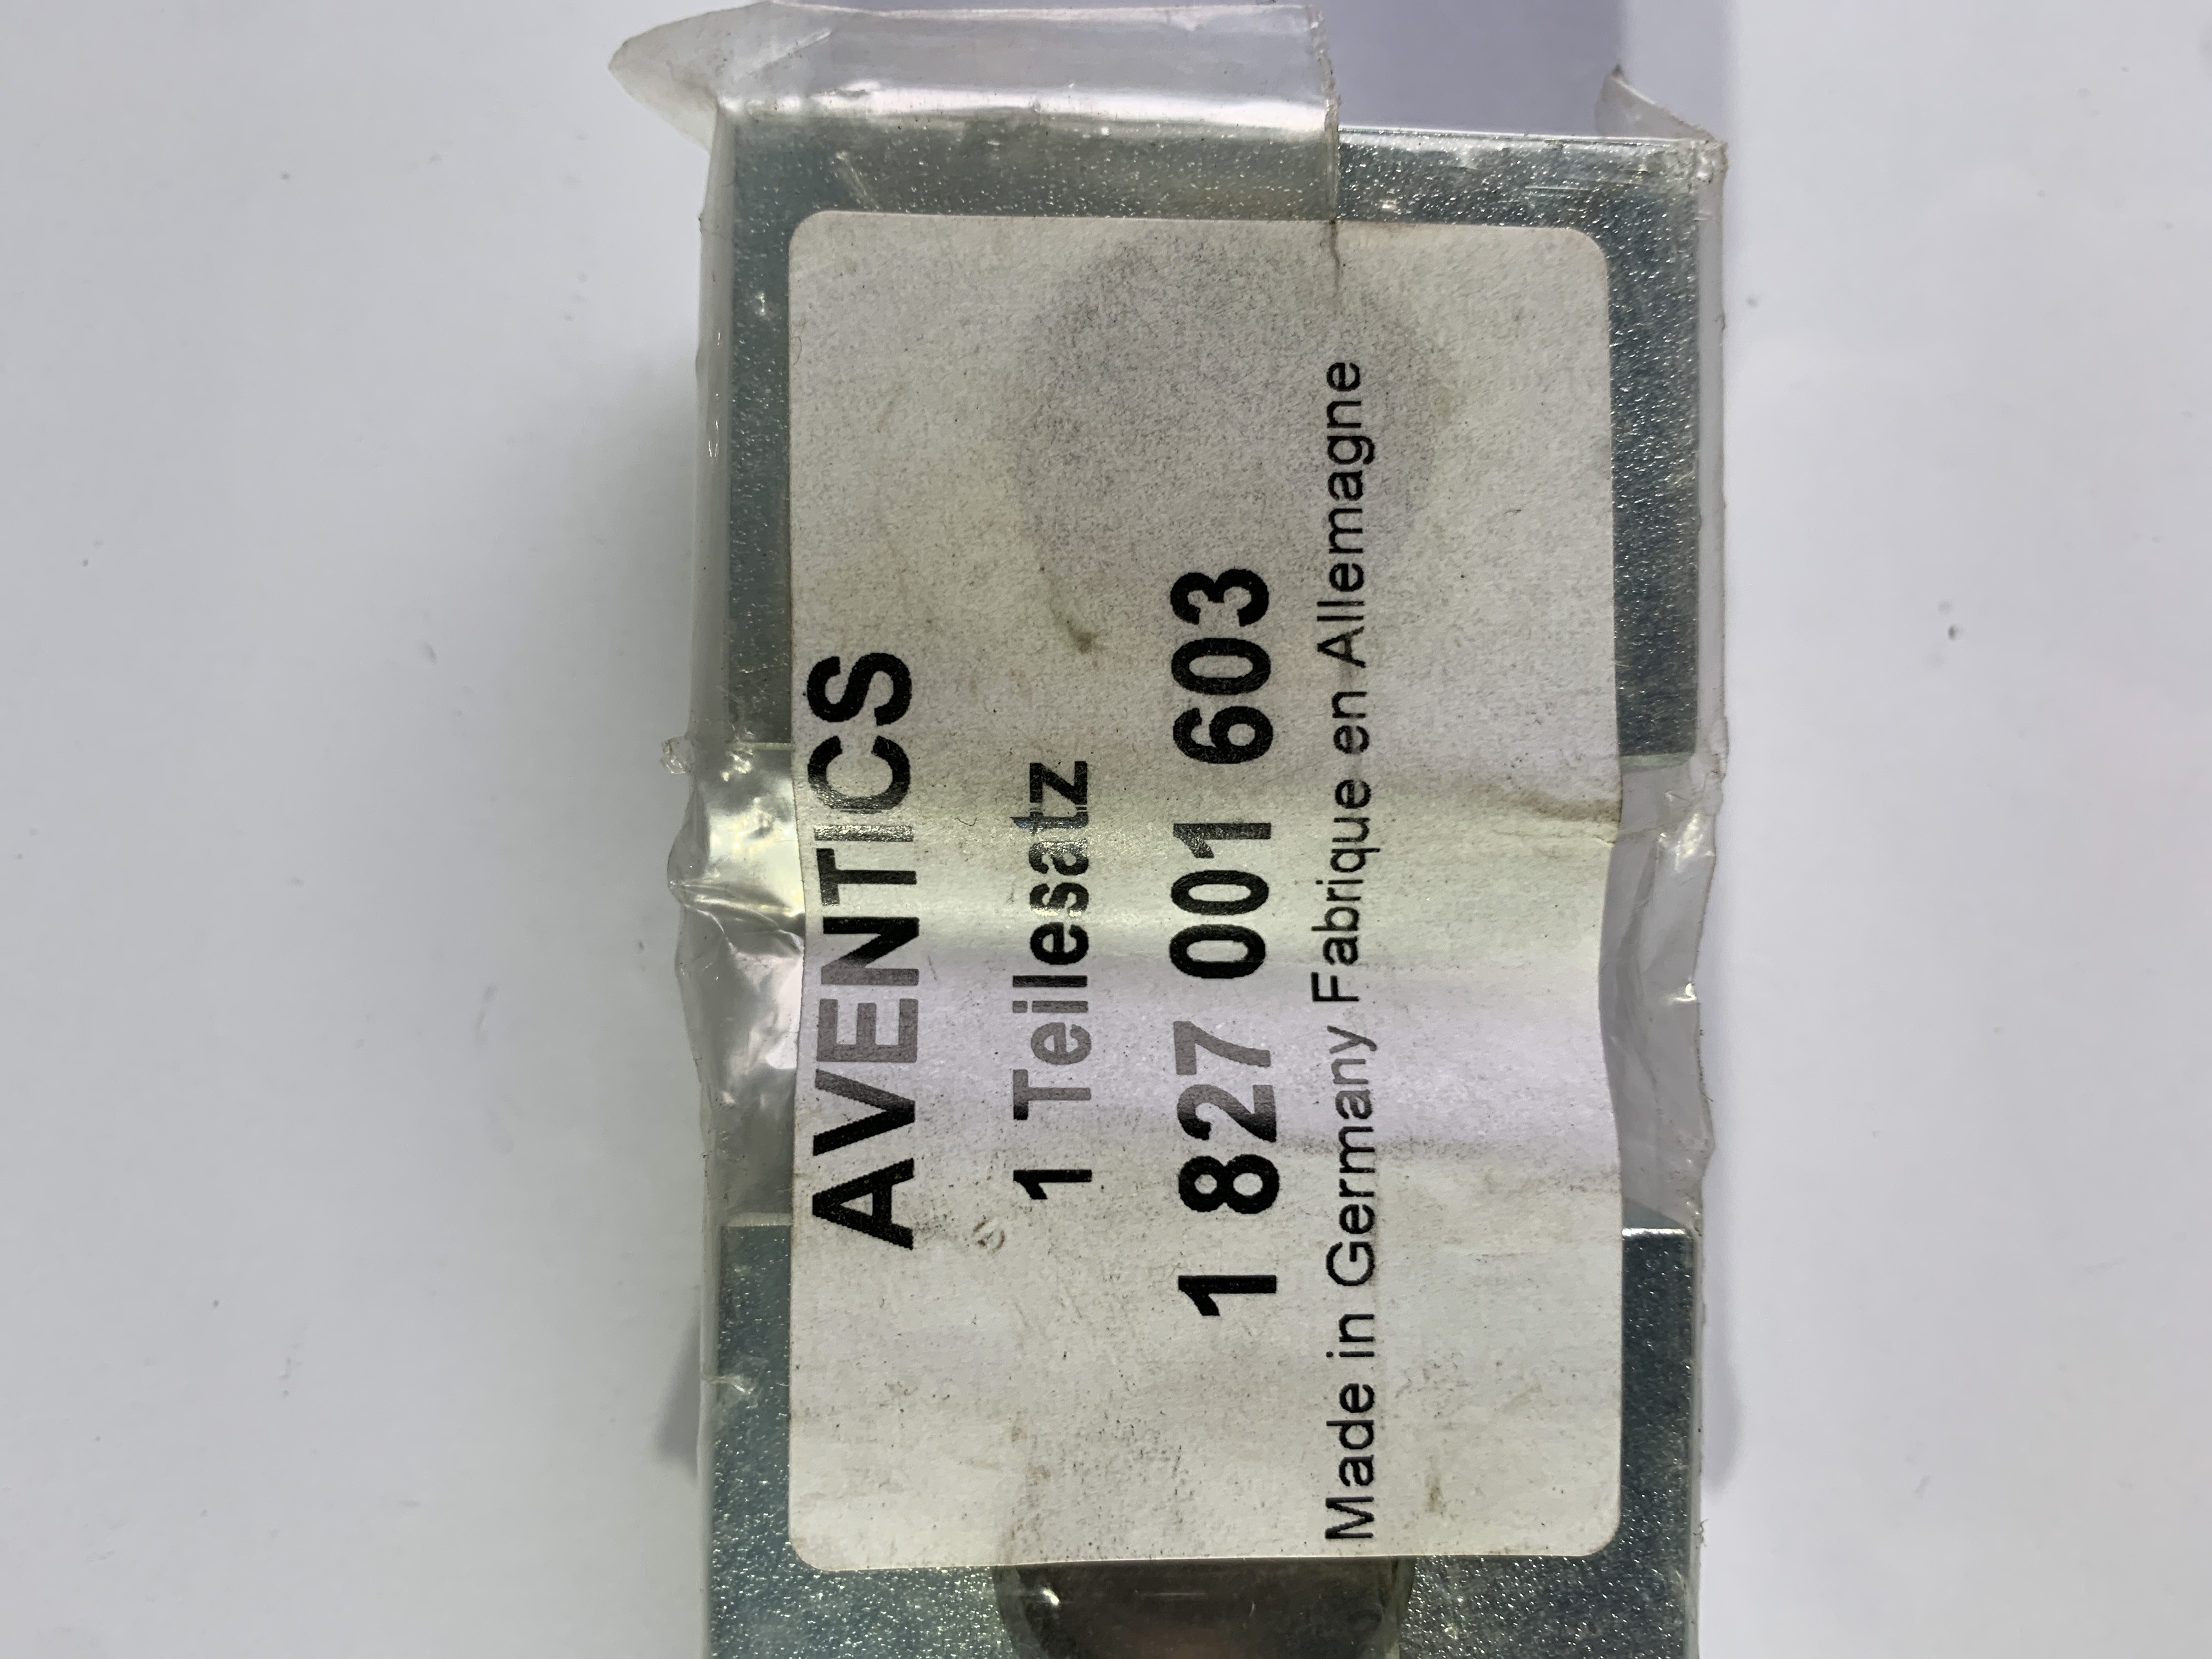 AVENTICS
1 Teilesatz
1 827 001 603
Made in Germany Fabrique en Allemagne